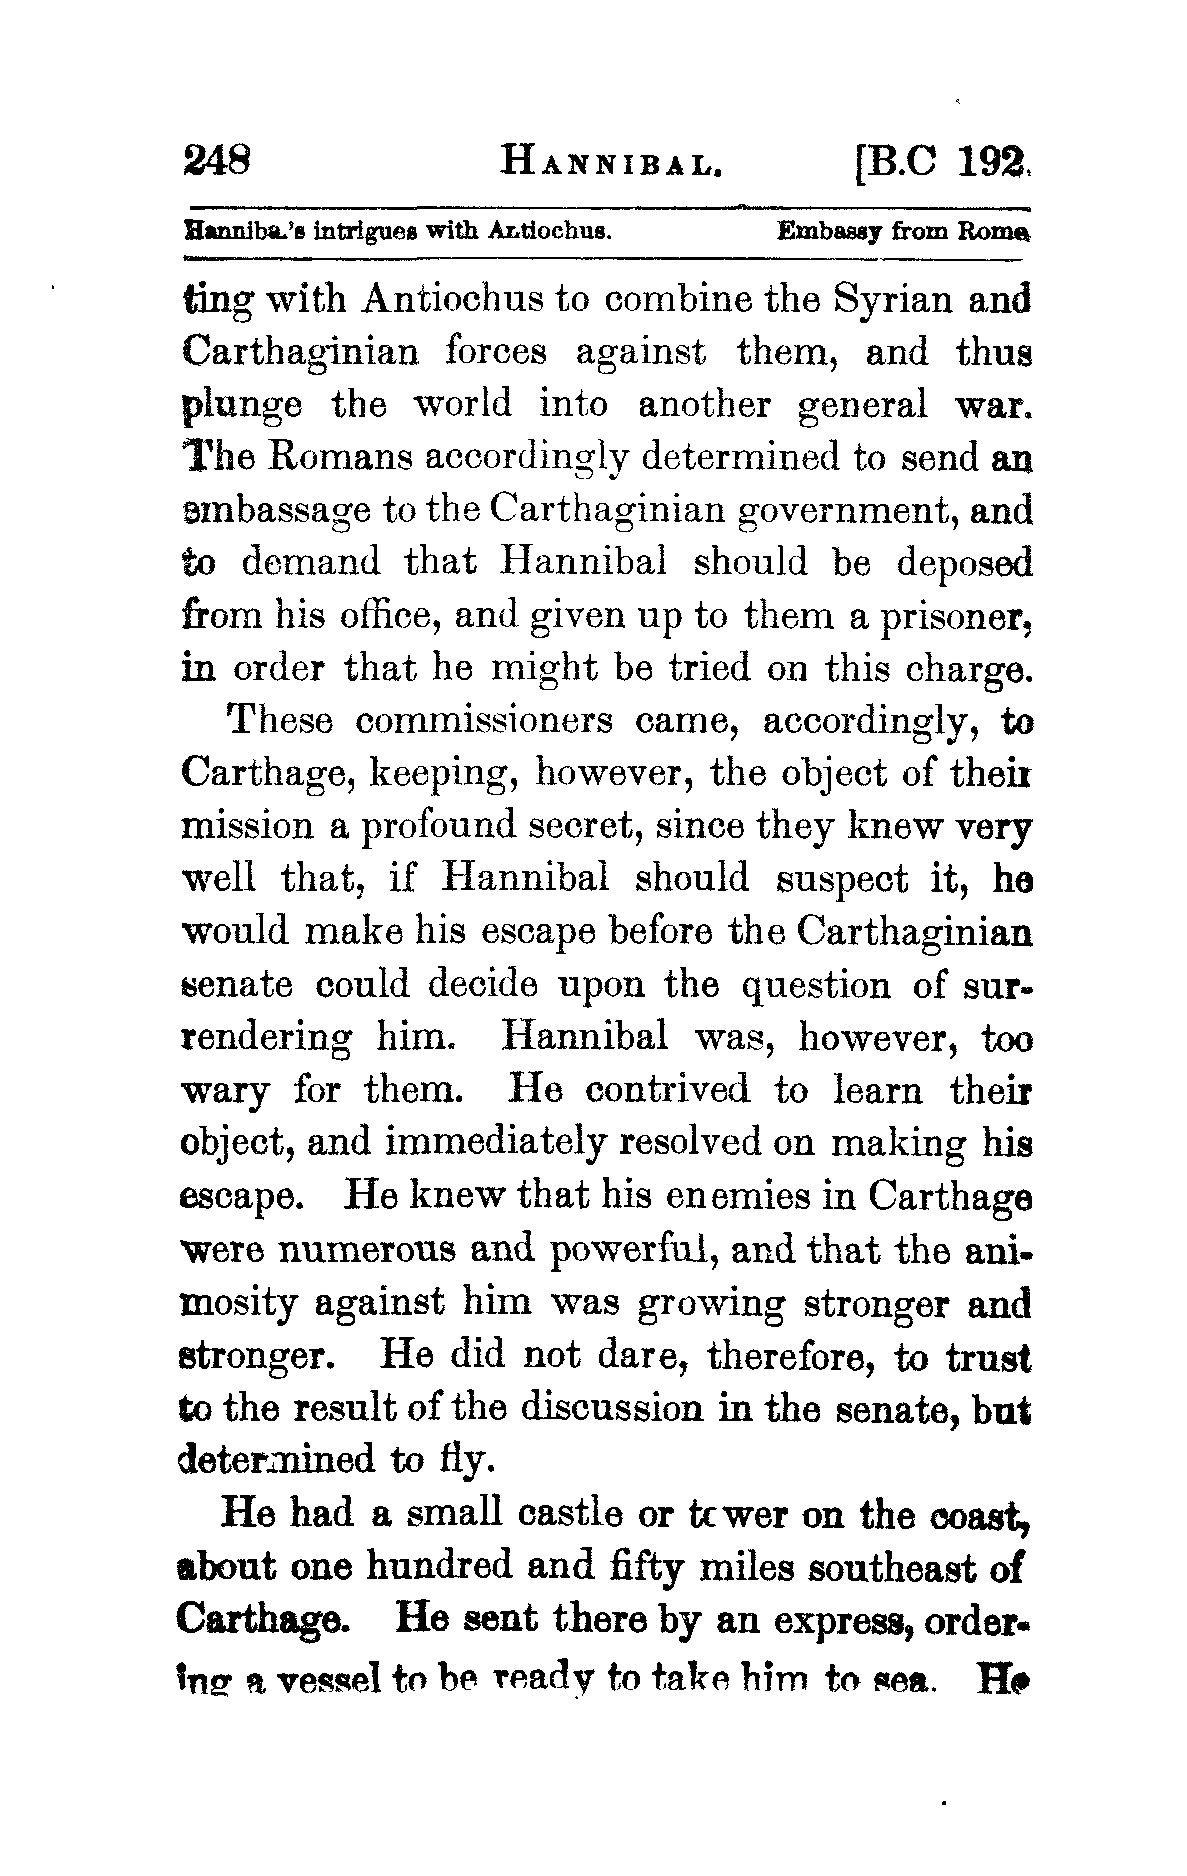 248 HANNIBAL. [B.C 192.
Hannibal's intrigues with Antiochus. Embassy from Rome
ting with Antiochus to combine the Syrian and
Carthaginian forces against them, and thus
plunge the world into another general war.
The Romans accordingly determined to send an
embassage to the Carthaginian government, and
to demand that Hannibal should be deposed
from his office, and given up to them a prisoner,
in order that he might be tried on this charge.
These commissioners came, accordingly, to
Carthage, keeping, however, the object of their
mission a profound secret, since they knew very
well that, if Hannibal should suspect it, he
would make his escape before the Carthaginian
senate could decide upon the question of sur-
rendering him. Hannibal was, however, too
wary for them. He contrived to learn their
object, and immediately resolved on making his
escape. He knew that his enemies in Carthage
were numerous and powerful, and that the ani-
mosity against him was growing stronger and
stronger. He did not dare, therefore, to trust
to the result of the discussion in the senate, but
determined to fly.
He had a small castle or tower on the coast,
about one hundred and fifty miles southeast of
Carthage. He sent there by an express, order-
ing a vessel to be ready to take him to sea. He